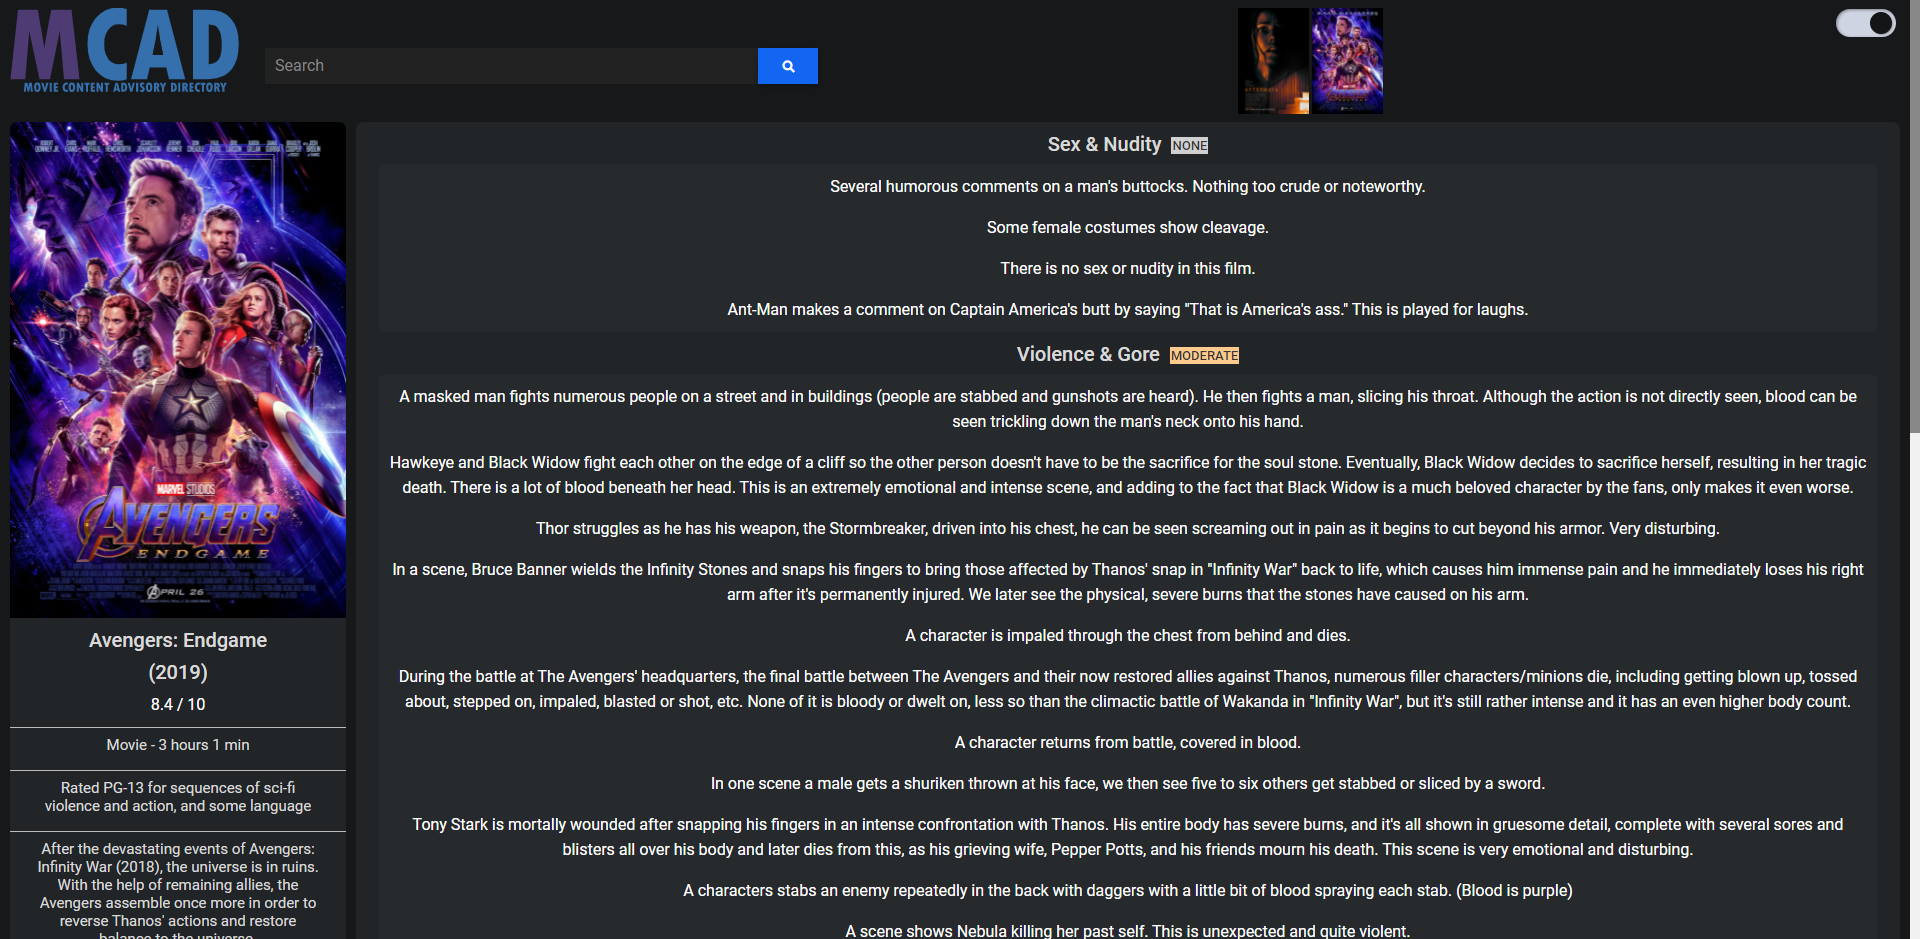 MCAD
MOVIE CONTENT ADVISORY DIRECTORY
Search
MARVEL STUDIOS
AVENGERS
ENDGAME
APRIL 26
Avengers: Endgame
(2019)
8.4 / 10
Movie - 3 hours 1 min
Rated PG-13 for sequences of sci-fi
violence and action, and some language
After the devastating events of Avengers:
Infinity War (2018), the universe is in ruins.
With the help of remaining allies, the
Avengers assemble once more in order to
reverse Thanos' actions and restore
balance to the universe.
Sex & Nudity NONE
Several humorous comments on a man's buttocks. Nothing too crude or noteworthy.
Some female costumes show cleavage.
There is no sex or nudity in this film.
Ant-Man makes a comment on Captain America's butt by saying "That is America's ass." This is played for laughs.
Violence & Gore MODERATE
A masked man fights numerous people on a street and in buildings (people are stabbed and gunshots are heard). He then fights a man, slicing his throat. Although the action is not directly seen, blood can be
seen trickling down the man's neck onto his hand.
Hawkeye and Black Widow fight each other on the edge of a cliff so the other person doesn't have to be the sacrifice for the soul stone. Eventually, Black Widow decides to sacrifice herself, resulting in her tragic
death. There is a lot of blood beneath her head. This is an extremely emotional and intense scene, and adding to the fact that Black Widow is a much beloved character by the fans, only makes it even worse.
Thor struggles as he has his weapon, the Stormbreaker, driven into his chest, he can be seen screaming out in pain as it begins to cut beyond his armor. Very disturbing.
In a scene, Bruce Banner wields the Infinity Stones and snaps his fingers to bring those affected by Thanos' snap in "Infinity War" back to life, which causes him immense pain and he immediately loses his right
arm after it's permanently injured. We later see the physical, severe burns that the stones have caused on his arm.
A character is impaled through the chest from behind and dies.
During the battle at The Avengers' headquarters, the final battle between The Avengers and their now restored allies against Thanos, numerous filler characters/minions die, including getting blown up, tossed
about, stepped on, impaled, blasted or shot, etc. None of it is bloody or dwelt on, less so than the climactic battle of Wakanda in "Infinity War", but it's still rather intense and it has an even higher body count.
A character returns from battle, covered in blood.
In one scene a male gets a shuriken thrown at his face, we then see five to six others get stabbed or sliced by a sword.
Tony Stark is mortally wounded after snapping his fingers in an intense confrontation with Thanos. His entire body has severe burns, and it's all shown in gruesome detail, complete with several sores and
blisters all over his body and later dies from this, as his grieving wife, Pepper Potts, and his friends mourn his death. This scene is very emotional and disturbing.
A characters stabs an enemy repeatedly in the back with daggers with a little bit of blood spraying each stab. (Blood is purple)
A scene shows Nebula killing her past self. This is unexpected and quite violent.